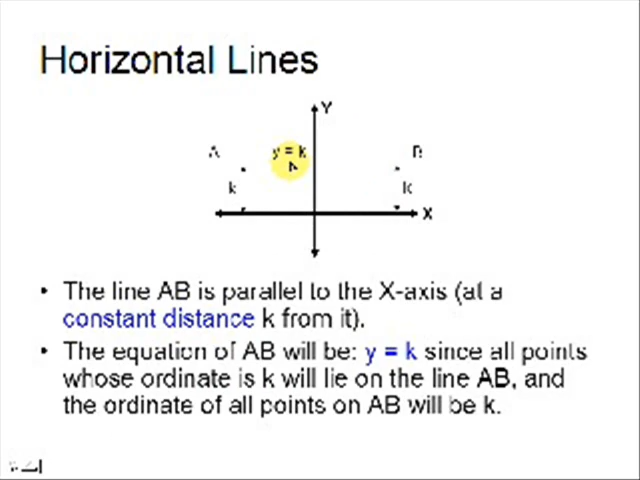 Horizontal Lines
Y
A y = k B
k k
X
• The line AB is parallel to the X-axis (at a
constant distance k from it).
• The equation of AB will be: y = k since all points
whose ordinate is k will lie on the line AB, and
the ordinate of all points on AB will be k.